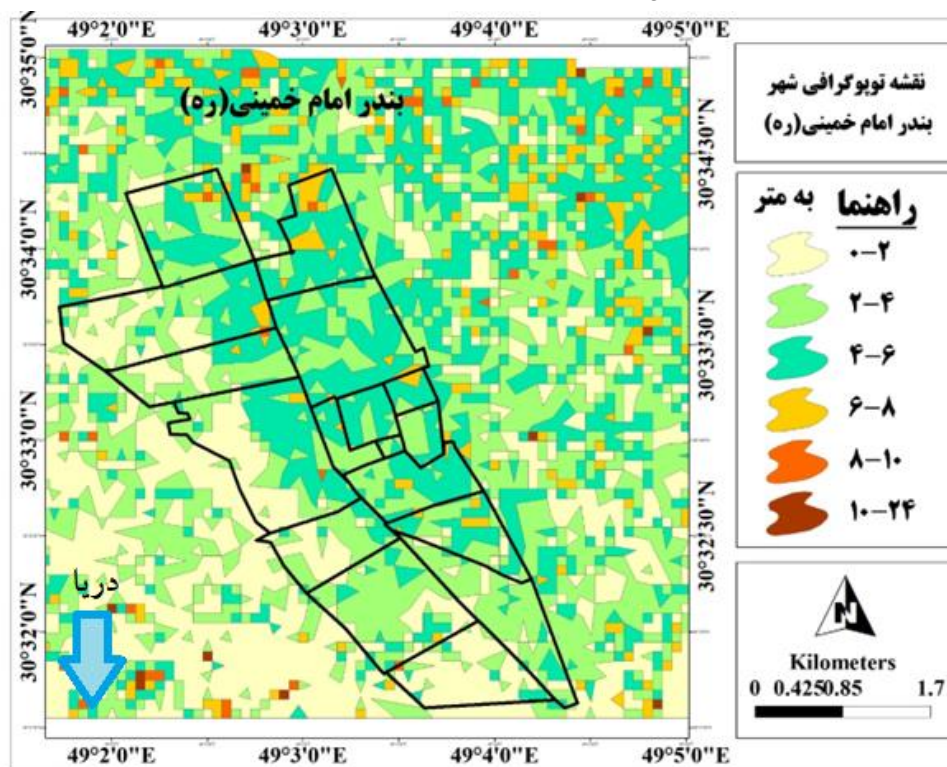 49°2'0"E 49°3'0"E 49°4'0"E 49°5'0"E
30°35'0"N
30°34'0"N
30°33'0"N
30°32'0"N
بندر امام خمینی(ره)
دریا
30°34'30"N
30°33'30"N
30°32'30"N
49°2'0"E 49°3'0"E 49°4'0"E 49°5'0"E
نقشه توپوگرافی شهر
بندر امام خمینی(ره)
راهنما به متر
۰-۲
۲-۴
۴-۶
۶-۸
۸-۱۰
۱۰-۲۴
N
Kilometers
0 0.4250.85 1.7